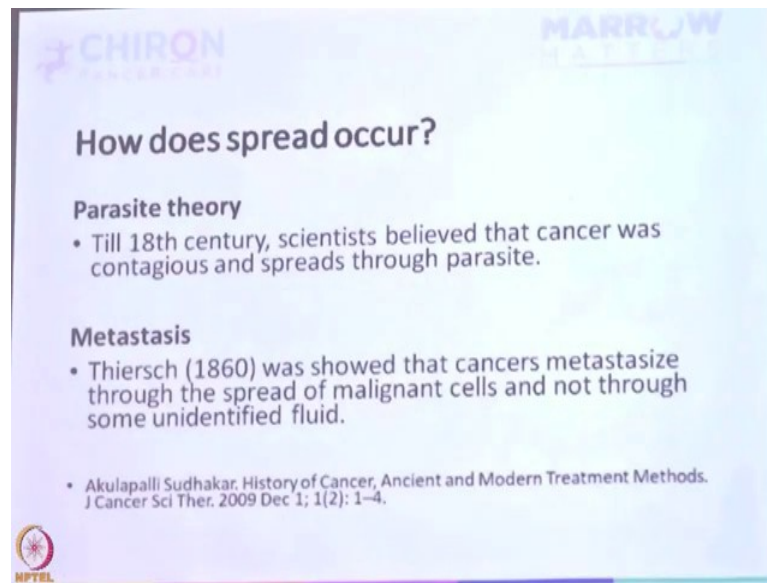 CHIRON
CANCER CARE
MARROW
MATTERS
How does spread occur?
Parasite theory
• Till 18th century, scientists believed that cancer was
contagious and spreads through parasite.
Metastasis
• Thiersch (1860) was showed that cancers metastasize
through the spread of malignant cells and not through
some unidentified fluid.
• Akulapalli Sudhakar. History of Cancer, Ancient and Modern Treatment Methods.
J Cancer Sci Ther. 2009 Dec 1; 1(2): 1–4.
NPTEL